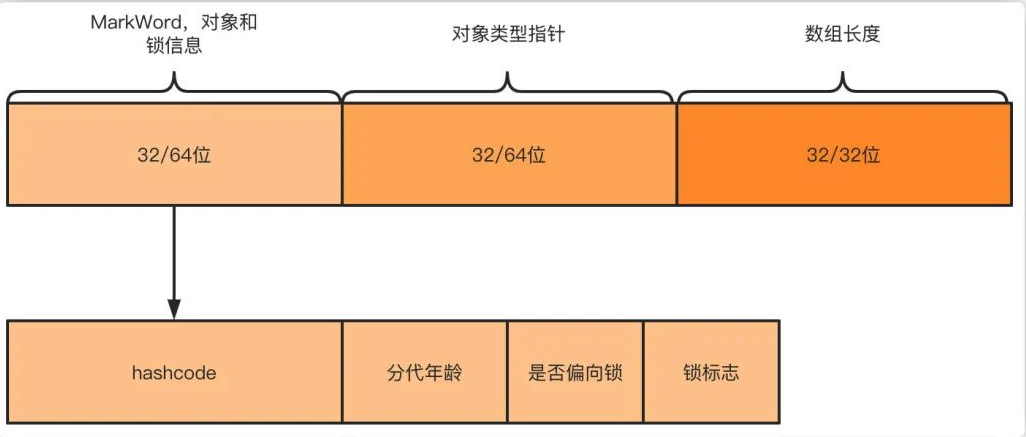 MarkWord，对象和
锁信息
对象类型指针
数组长度
32/64位
32/64位
32/32位
hashcode
分代年龄
是否偏向锁
锁标志